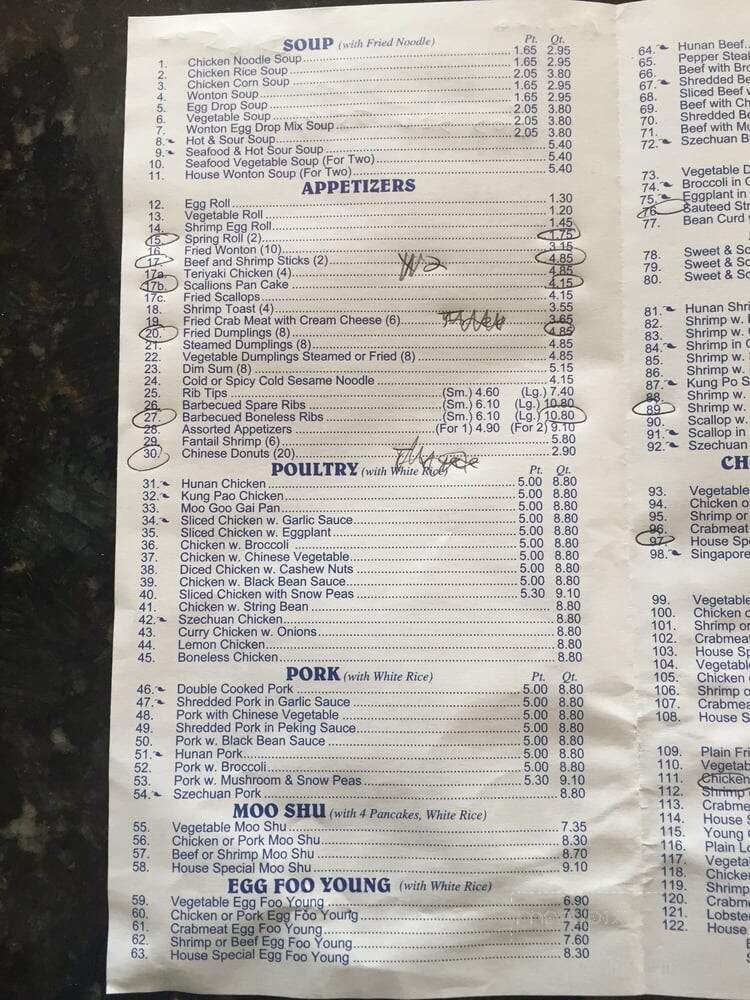 SOUP (with Fried Noodle) Pt. Qt.
1. Chicken Noodle Soup 1.65 2.95
2. Chicken Rice Soup 1.65 2.95
3. Chicken Corn Soup 2.05 3.80
4. Wonton Soup 1.65 2.95
5. Egg Drop Soup 1.65 2.95
6. Vegetable Soup 2.05 3.80
7. Wonton Egg Drop Mix Soup 2.05 3.80
8. Hot & Sour Soup 2.05 3.80
9. Seafood & Hot Sour Soup 5.40
10. Seafood Vegetable Soup (For Two) 5.40
11. House Wonton Soup (For Two) 5.40
APPETIZERS
12. Egg Roll 1.30
13. Vegetable Roll 1.20
14. Shrimp Egg Roll 1.45
15. Spring Roll (2) 1.75
16. Fried Wonton (10) 3.15
17. Beef and Shrimp Sticks (2) 4.85
17a. Teriyaki Chicken (4) 4.85
17b. Scallions Pan Cake 4.15
17c. Fried Scallops 4.15
18. Shrimp Toast (4) 3.55
19. Fried Crab Meat with Cream Cheese (6) 3.65
20. Fried Dumplings (8) 4.85
21. Steamed Dumplings (8) 4.85
22. Vegetable Dumplings Steamed or Fried (8) 4.85
23. Dim Sum (8) 5.15
24. Cold or Spicy Cold Sesame Noodle 4.15
25. Rib Tips (Sm.) 4.60 (Lg.) 7.40
26. Barbecued Spare Ribs (Sm.) 6.10 (Lg.) 10.80
27. Barbecued Boneless Ribs (Sm.) 6.10 (Lg.) 10.80
28. Assorted Appetizers (For 1) 4.90 (For 2) 9.10
29. Fantail Shrimp (6) 5.80
30. Chinese Donuts (20) 2.90
POULTRY (with White Rice) Pt. Qt.
31. Hunan Chicken 5.00 8.80
32. Kung Pao Chicken 5.00 8.80
33. Moo Goo Gai Pan 5.00 8.80
34. Sliced Chicken w. Garlic Sauce 5.00 8.80
35. Sliced Chicken w. Eggplant 5.00 8.80
36. Chicken w. Broccoli 5.00 8.80
37. Chicken w. Chinese Vegetable 5.00 8.80
38. Diced Chicken w. Cashew Nuts 5.00 8.80
39. Chicken w. Black Bean Sauce 5.00 8.80
40. Sliced Chicken with Snow Peas 5.30 9.10
41. Chicken w. String Bean 8.80
42. Szechuan Chicken 8.80
43. Curry Chicken w. Onions 8.80
44. Lemon Chicken 8.80
45. Boneless Chicken 8.80
PORK (with White Rice) Pt. Qt.
46. Double Cooked Pork 5.00 8.80
47. Shredded Pork in Garlic Sauce 5.00 8.80
48. Pork with Chinese Vegetable 5.00 8.80
49. Shredded Pork in Peking Sauce 5.00 8.80
50. Pork w. Black Bean Sauce 5.00 8.80
51. Hunan Pork 5.00 8.80
52. Pork w. Broccoli 5.00 8.80
53. Pork w. Mushroom & Snow Peas 5.30 9.10
54. Szechuan Pork 8.80
MOO SHU (with 4 Pancakes, White Rice)
55. Vegetable Moo Shu 7.35
56. Chicken or Pork Moo Shu 8.30
57. Beef or Shrimp Moo Shu 8.70
58. House Special Moo Shu 9.10
EGG FOO YOUNG (with White Rice)
59. Vegetable Egg Foo Young 6.90
60. Chicken or Pork Egg Foo Young 7.30
61. Crabmeat Egg Foo Young 7.40
62. Shrimp or Beef Egg Foo Young 7.60
63. House Special Egg Foo Young 8.30
64. Hunan Beef
65. Pepper
66. Beef with
67. Shredded
68. Sliced Beef
69. Beef with
70. Shredded
71. Beef with
72. Szechuan
73. Vegetable
74. Broccoli in
75. Eggplant in
76. Sauteed
77. Bean Curd
78. Sweet &
79. Sweet &
80. Sweet &
81. Hunan
82. Shrimp w.
83. Shrimp w.
84. Shrimp in
85. Shrimp w.
86. Shrimp w.
87. Kung Po
88. Shrimp w.
89. Shrimp w.
90. Scallop w.
91. Scallop in
92. Szechuan
CH
93. Vegetable
94. Chicken
95. Shrimp or
96. Crabmeat
97. House
98. Singapore
99. Vegetable
100. Chicken
101. Shrimp or
102. Crabmeat
103. House
104.
105. Chicken
106. Shrimp
107.
108. House
109. Plain
110.
111. Chicken
112. Shrimp
113.
114. House
115. Young
116. Plain
117.
118.
119. Shrimp
120.
121.
122. House